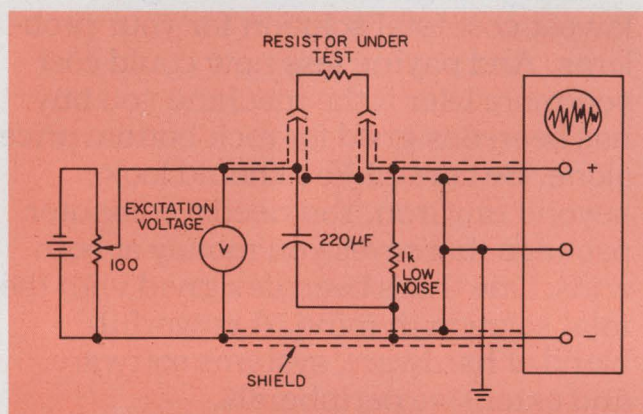 RESISTOR UNDER
TEST
+
EXCITATION
VOLTAGE
V
220μF
1k
LOW
NOISE
100
−
SHIELD